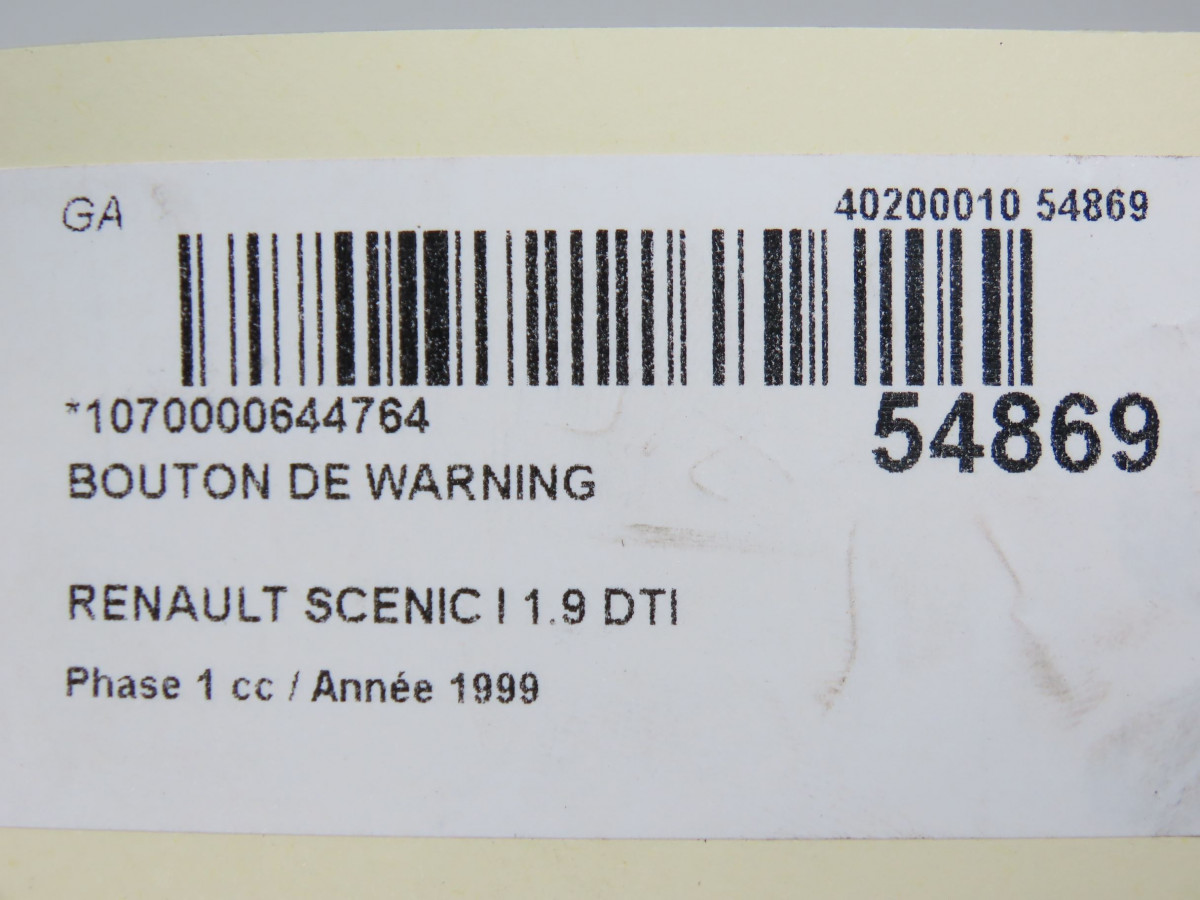 GA
40200010 54869
*1070000644764
54869
BOUTON DE WARNING
RENAULT SCENIC I 1.9 DTI
Phase 1 cc / Année 1999